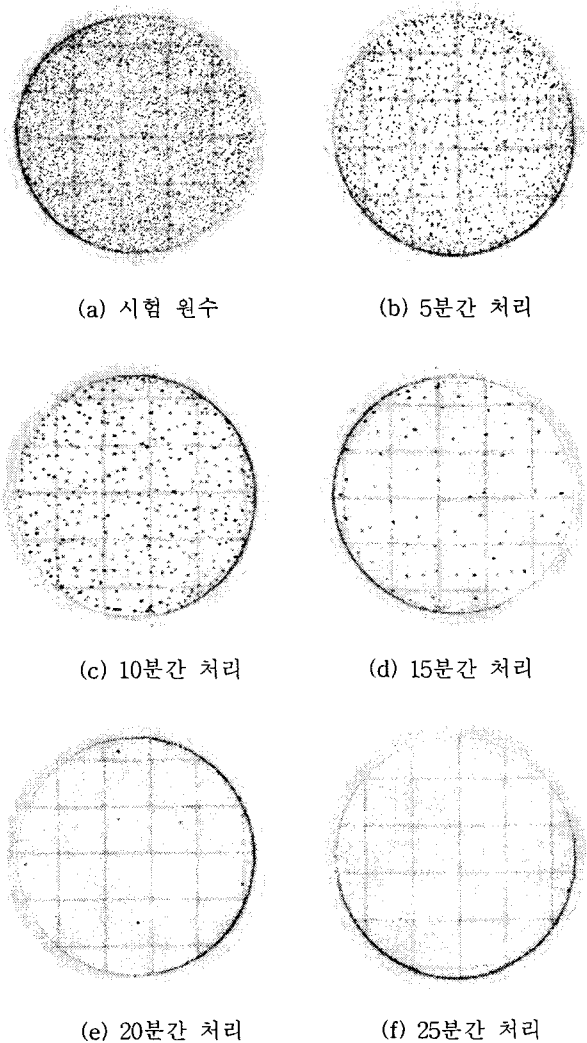 (a) 시험 원수
(b) 5분간 처리
(c) 10분간 처리
(d) 15분간 처리
(e) 20분간 처리
(f) 25분간 처리